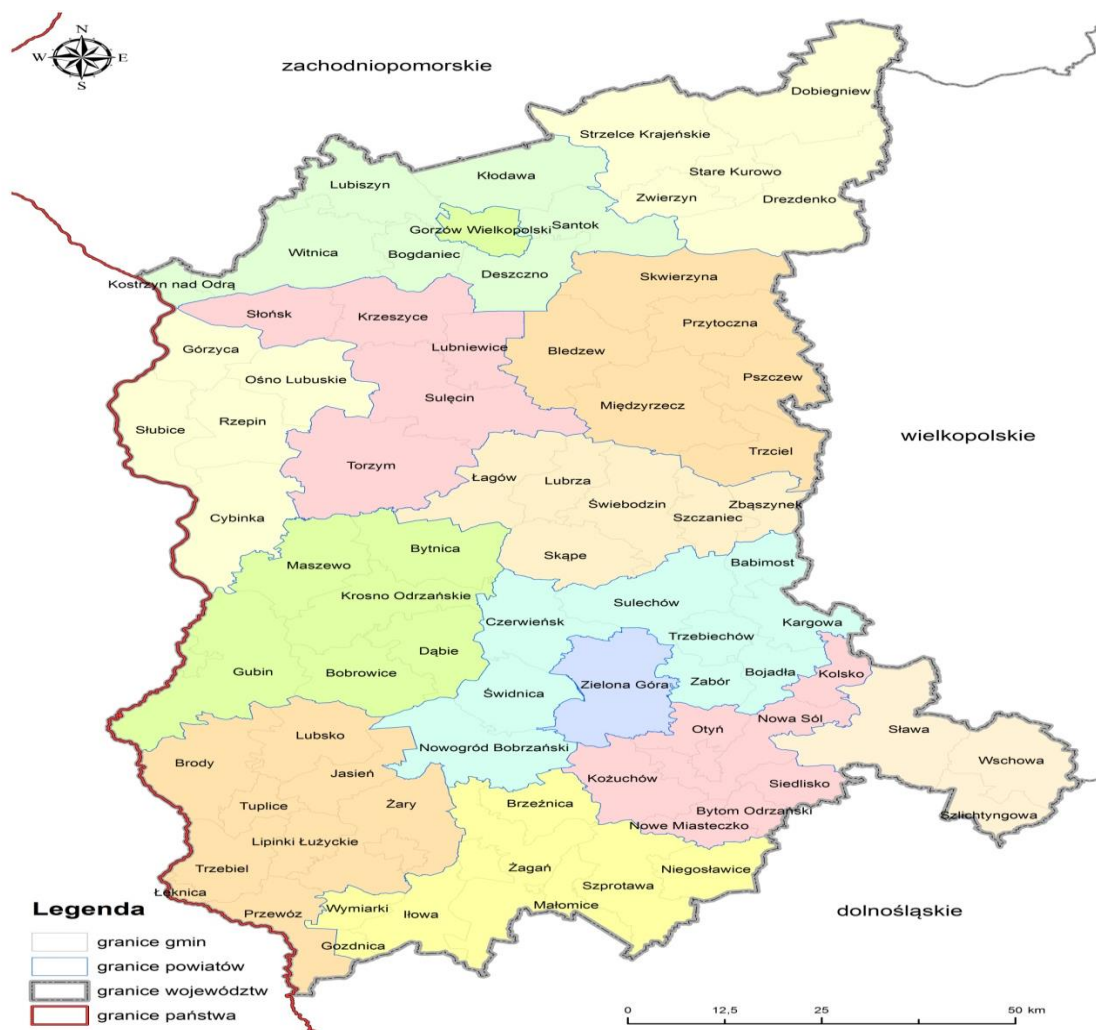 N
W E
S
zachodniopomorskie
Dobiegniew
Strzelce Krajeńskie
Stare Kurowo
Zwierzyn
Drezdenko
Kłodawa
Lubiszyn
Santok
Gorzów Wielkopolski
Witnica
Bogdaniec
Deszczno
Kostrzyn nad Odrą
Skwierzyna
Słońsk
Krzeszyce
Przytoczna
Lubniewice
Bledzew
Górzyca
Ośno Lubuskie
Pszczew
Sulęcin
Międzyrzecz
Rzepin
Słubice
wielkopolskie
Trzciel
Torzym
Łagów
Lubrza
Świebodzin
Zbąszynek
Szczaniec
Cybinka
Skąpe
Bytnica
Maszewo
Babimost
Krosno Odrzańskie
Sulechów
Czerwieńsk
Kargowa
Trzebiechów
Dąbie
Gubin
Bobrowice
Bojadła
Kolsko
Zabór
Zielona Góra
Świdnica
Nowa Sól
Otyń
Sława
Lubsko
Nowogród Bobrzański
Wschowa
Brody
Jasień
Kożuchów
Siedlisko
Tuplice
Żary
Brzeźnica
Bytom Odrzański
Szlichtyngowa
Nowe Miasteczko
Lipinki Łużyckie
Trzebiel
Żagań
Niegosławice
Szprotawa
Łęknica
Małomice
Przewóz
Wymiarki
Iłowa
dolnośląskie
Gozdnica
Legenda
granice gmin
granice powiatów
granice województw
granice państwa
0 12,5 25 50 km